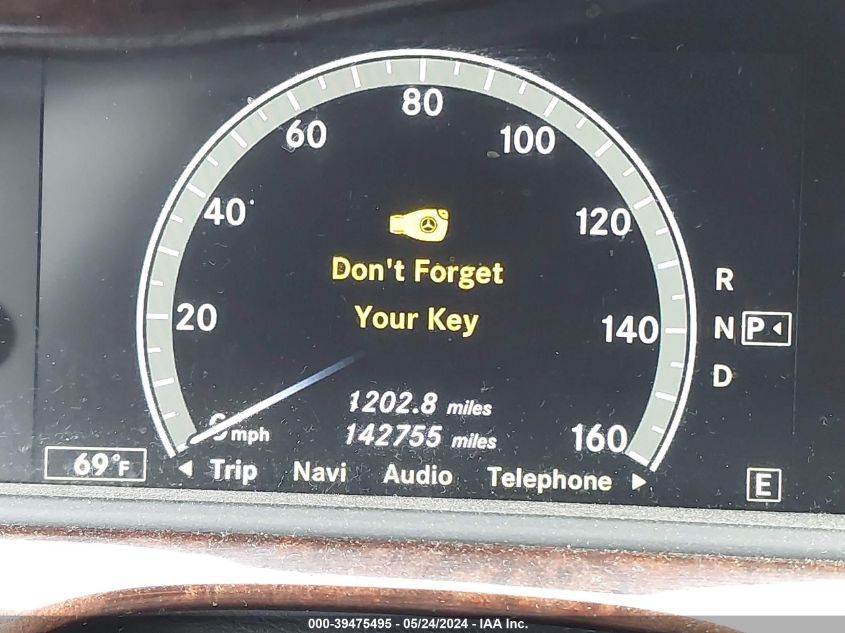 80
60
100
40
120
Don't Forget
R
20
Your Key
140
N P
D
1202.8 miles
0 mph
142755 miles
160
69°F
Trip Navi Audio Telephone
E
000-39475495 - 05/24/2024 - IAA Inc.